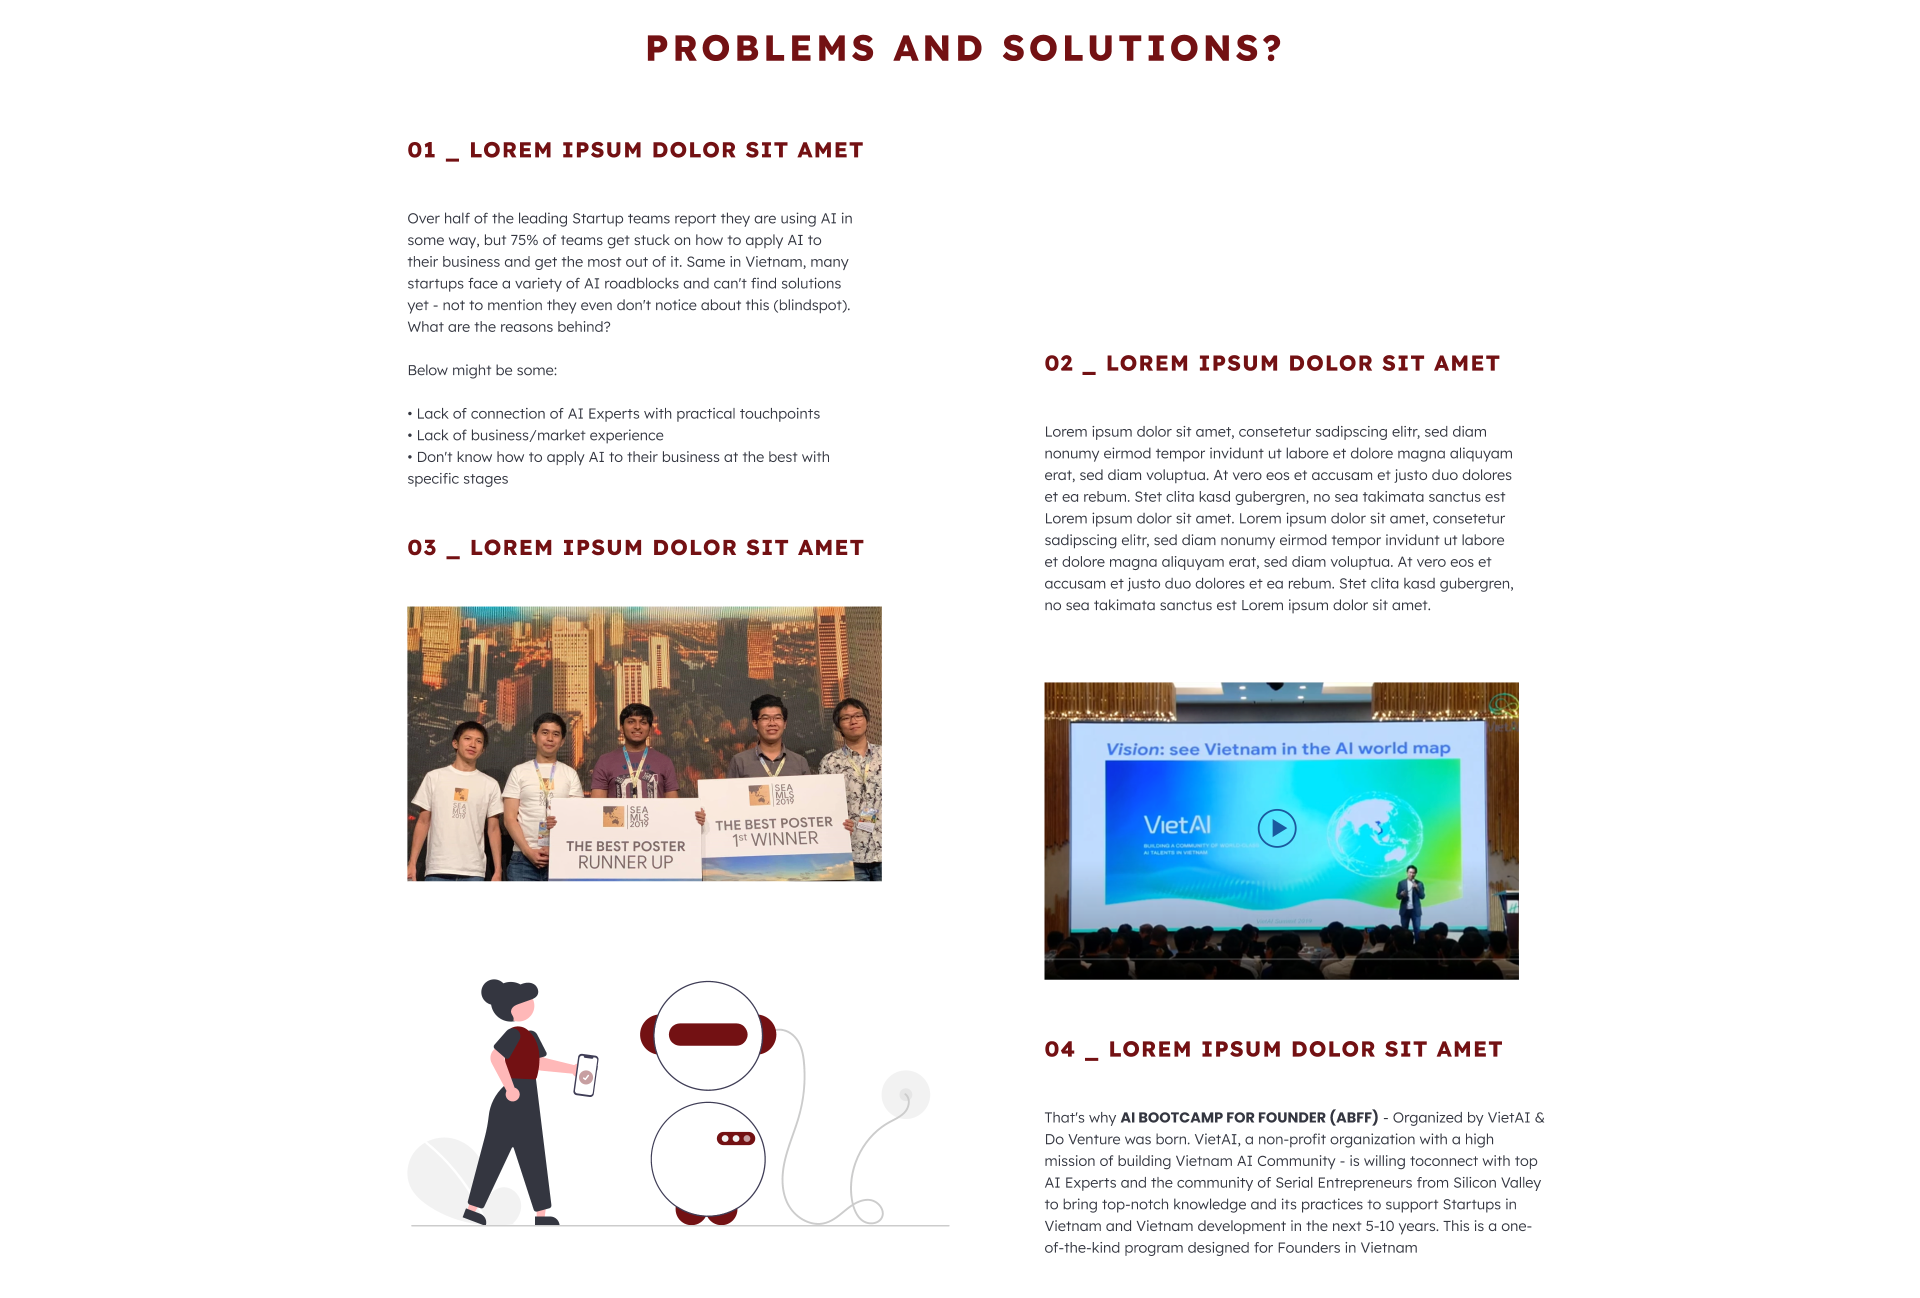 PROBLEMS AND SOLUTIONS?
01 _ LOREM IPSUM DOLOR SIT AMET
Over half of the leading Startup teams report they are using AI in
some way, but 75% of teams get stuck on how to apply AI to
their business and get the most out of it. Same in Vietnam, many
startups face a variety of AI roadblocks and can't find solutions
yet - not to mention they even don't notice about this (blindspot).
What are the reasons behind?
Below might be some:
• Lack of connection of AI Experts with practical touchpoints
• Lack of business/market experience
• Don't know how to apply AI to their business at the best with
specific stages
02 _ LOREM IPSUM DOLOR SIT AMET
Lorem ipsum dolor sit amet, consetetur sadipscing elitr, sed diam
nonumy eirmod tempor invidunt ut labore et dolore magna aliquyam
erat, sed diam voluptua. At vero eos et accusam et justo duo dolores
et ea rebum. Stet clita kasd gubergren, no sea takimata sanctus est
Lorem ipsum dolor sit amet. Lorem ipsum dolor sit amet, consetetur
sadipscing elitr, sed diam nonumy eirmod tempor invidunt ut labore
et dolore magna aliquyam erat, sed diam voluptua. At vero eos et
accusam et justo duo dolores et ea rebum. Stet clita kasd gubergren,
no sea takimata sanctus est Lorem ipsum dolor sit amet.
03 _ LOREM IPSUM DOLOR SIT AMET
SEA
MLS
2019
SEA
MLS
2019
THE BEST POSTER
RUNNER UP
SEA
MLS
2019
THE BEST POSTER
1st WINNER
Vision: see Vietnam in the AI world map
VietAI
BUILDING A COMMUNITY OF
AI TALENTS IN VIETNAM
04 _ LOREM IPSUM DOLOR SIT AMET
That's why AI BOOTCAMP FOR FOUNDER (ABFF) - Organized by VietAI &
Do Venture was born. VietAI, a non-profit organization with a high
mission of building Vietnam AI Community - is willing toconnect with top
AI Experts and the community of Serial Entrepreneurs from Silicon Valley
to bring top-notch knowledge and its practices to support Startups in
Vietnam and Vietnam development in the next 5-10 years. This is a one-
of-the-kind program designed for Founders in Vietnam